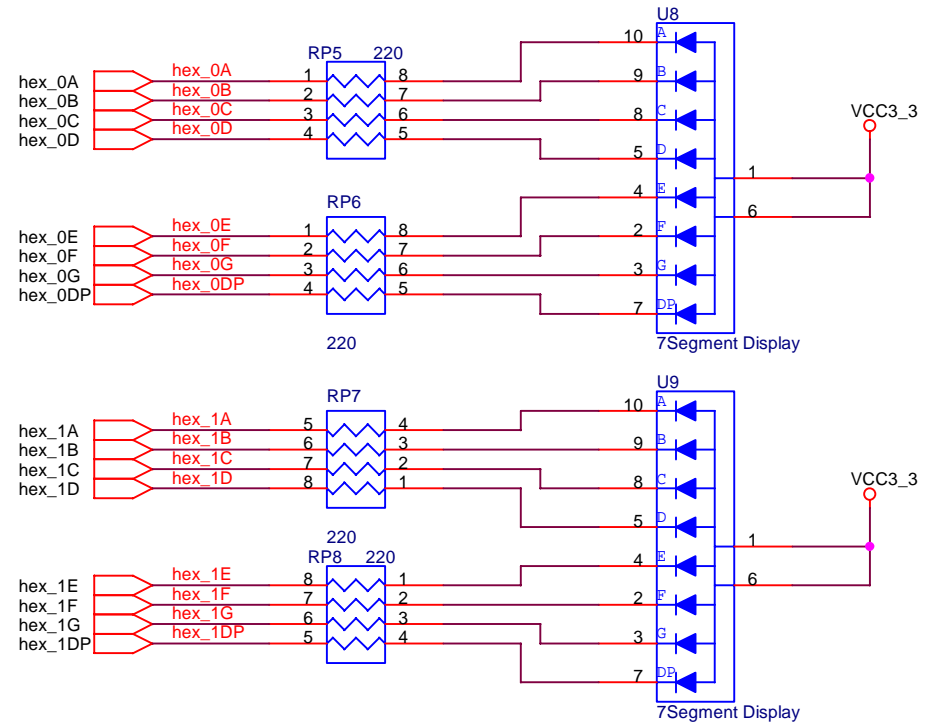 U8
RP5 220
hex_0A hex_0A 1 8 10 A
hex_0B hex_0B 2 7 9 B
hex_0C hex_0C 3 6 8 C VCC3_3
hex_0D hex_0D 4 5 5 D
1
RP6 4 E
6
hex_0E hex_0E 1 8 2 F
hex_0F hex_0F 2 7
hex_0G hex_0G 3 6 3 G
hex_0DP hex_0DP 4 5 7 DP
220 7Segment Display
U9
RP7 10 A
hex_1A hex_1A 5 4
hex_1B hex_1B 6 3 9 B
hex_1C hex_1C 7 2 8 C VCC3_3
hex_1D hex_1D 8 1
5 D
220 1
RP8 220 4 E
hex_1E hex_1E 8 1 6
hex_1F hex_1F 7 2 2 F
hex_1G hex_1G 6 3
hex_1DP hex_1DP 5 4 3 G
7 DP
7Segment Display